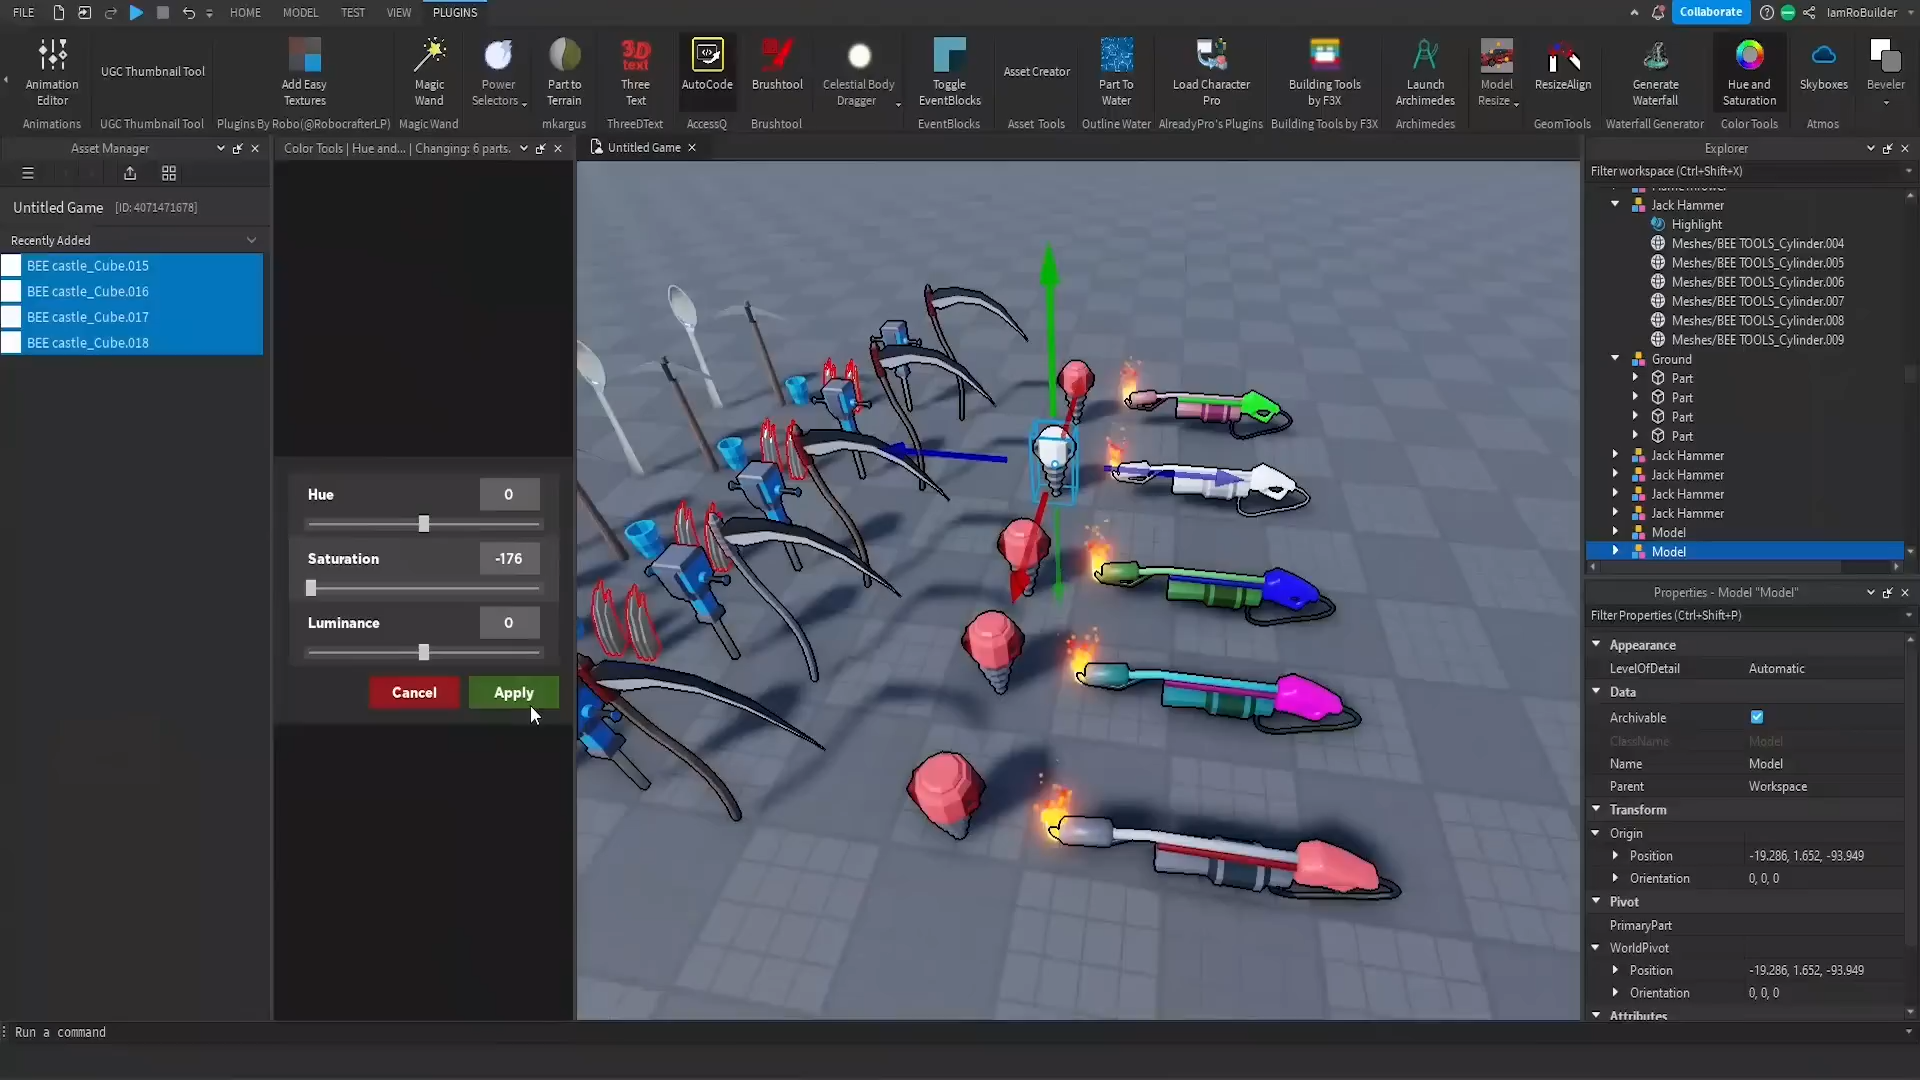 FILE HOME MODEL TEST VIEW PLUGINS Collaborate IamRoBuilder
Animation Editor
Animations
UGC Thumbnail Tool
UGC Thumbnail Tool
Add Easy Textures
Plugins By Robo(@RobocrafterLP)
Magic Wand
Magic Wand
Power Selectors
Part to Terrain
mkargus
3D text
Three Text
ThreeDText
AutoCode
AccessQ
Brushtool
Brushtool
Celestial Body Dragger
Toggle EventBlocks
EventBlocks
Asset Creator
Asset Tools
Part To Water
Outline Water
Load Character Pro
AlreadyPro's Plugins
Building Tools by F3X
Building Tools by F3X
Launch Archimedes
Archimedes
Model Resize
ResizeAlign
GeomTools
Generate Waterfall
Waterfall Generator
Hue and Saturation
Color Tools
Skyboxes
Atmos
Beveler
Asset Manager
Untitled Game [ID: 4071471678]
Recently Added
BEE castle_Cube.015
BEE castle_Cube.016
BEE castle_Cube.017
BEE castle_Cube.018
Color Tools | Hue and... | Changing: 6 parts.
Hue 0
Saturation -176
Luminance 0
Cancel Apply
Untitled Game
Explorer
Filter workspace (Ctrl+Shift+X)
Jack Hammer
Highlight
Meshes/BEE TOOLS_Cylinder.004
Meshes/BEE TOOLS_Cylinder.005
Meshes/BEE TOOLS_Cylinder.006
Meshes/BEE TOOLS_Cylinder.007
Meshes/BEE TOOLS_Cylinder.008
Meshes/BEE TOOLS_Cylinder.009
Ground
Part
Part
Part
Part
Jack Hammer
Jack Hammer
Jack Hammer
Jack Hammer
Model
Model
Properties - Model "Model"
Filter Properties (Ctrl+Shift+P)
Appearance
LevelOfDetail Automatic
Data
Archivable
ClassName Model
Name Model
Parent Workspace
Transform
Origin
Position -19.286, 1.652, -93.949
Orientation 0, 0, 0
Pivot
PrimaryPart
WorldPivot
Position -19.286, 1.652, -93.949
Orientation 0, 0, 0
Attributes
Run a command